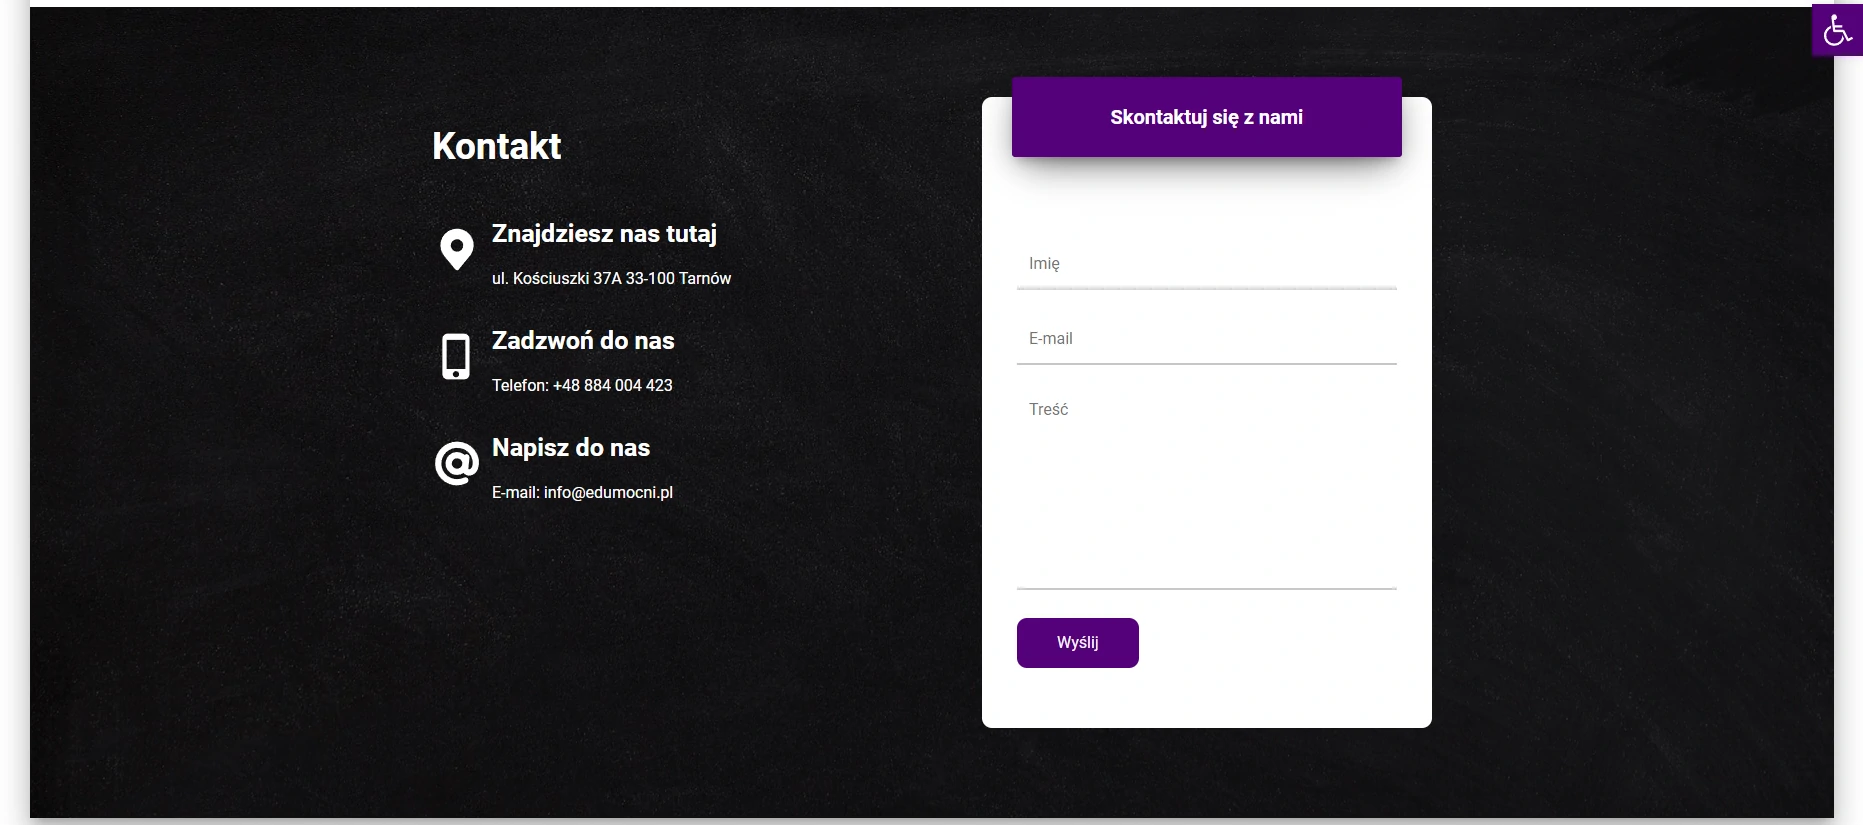 Kontakt
Znajdziesz nas tutaj
ul. Kościuszki 37A 33-100 Tarnów
Zadzwoń do nas
Telefon: +48 884 004 423
Napisz do nas
E-mail: info@edumocni.pl
Skontaktuj się z nami
Imię
E-mail
Treść
Wyślij